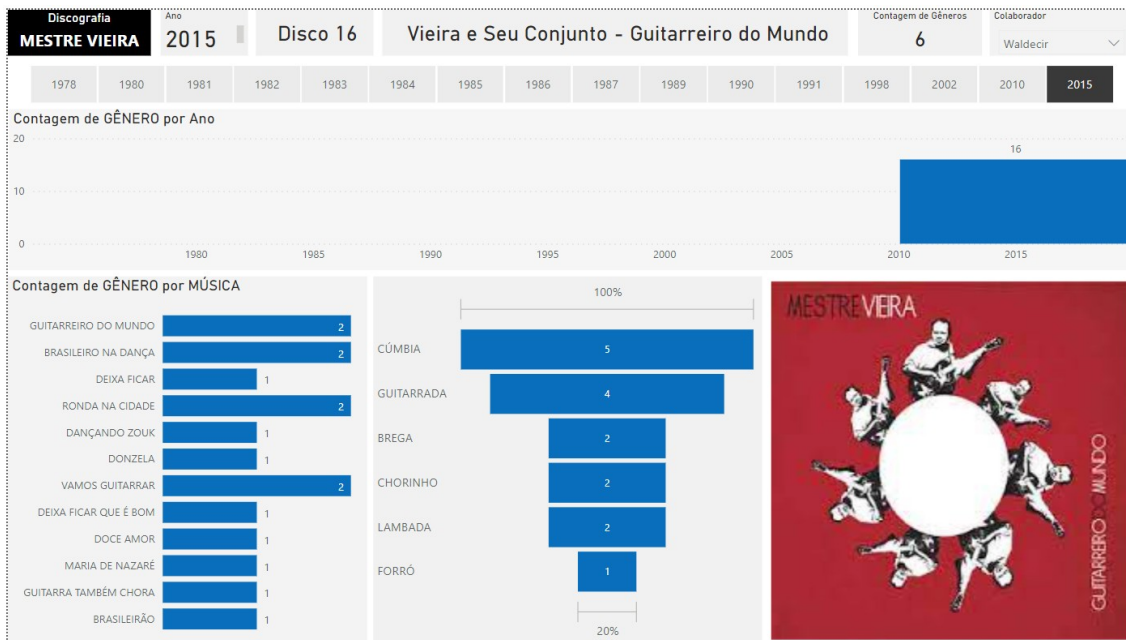 Discografia
MESTRE VIEIRA
Ano
2015
Disco 16
Vieira e Seu Conjunto - Guitarreiro do Mundo
Contagem de Gêneros
6
Colaborador
Waldecir
1978 1980 1981 1982 1983 1984 1985 1986 1987 1989 1990 1991 1998 2002 2010 2015
Contagem de GÊNERO por Ano
20
16
10
0
1980 1985 1990 1995 2000 2005 2010 2015
Contagem de GÊNERO por MÚSICA
GUITARREIRO DO MUNDO 2
BRASILEIRO NA DANÇA 2
DEIXA FICAR 1
RONDA NA CIDADE 2
DANÇANDO ZOUK 1
DONZELA 1
VAMOS GUITARRAR 2
DEIXA FICAR QUE É BOM 1
DOCE AMOR 1
MARIA DE NAZARÉ 1
GUITARRA TAMBÉM CHORA 1
BRASILEIRÃO 1
100%
CÚMBIA 5
GUITARRADA 4
BREGA 2
CHORINHO 2
LAMBADA 2
FORRÓ 1
20%
MESTREVIEIRA
GUITARREIRODOMUNDO